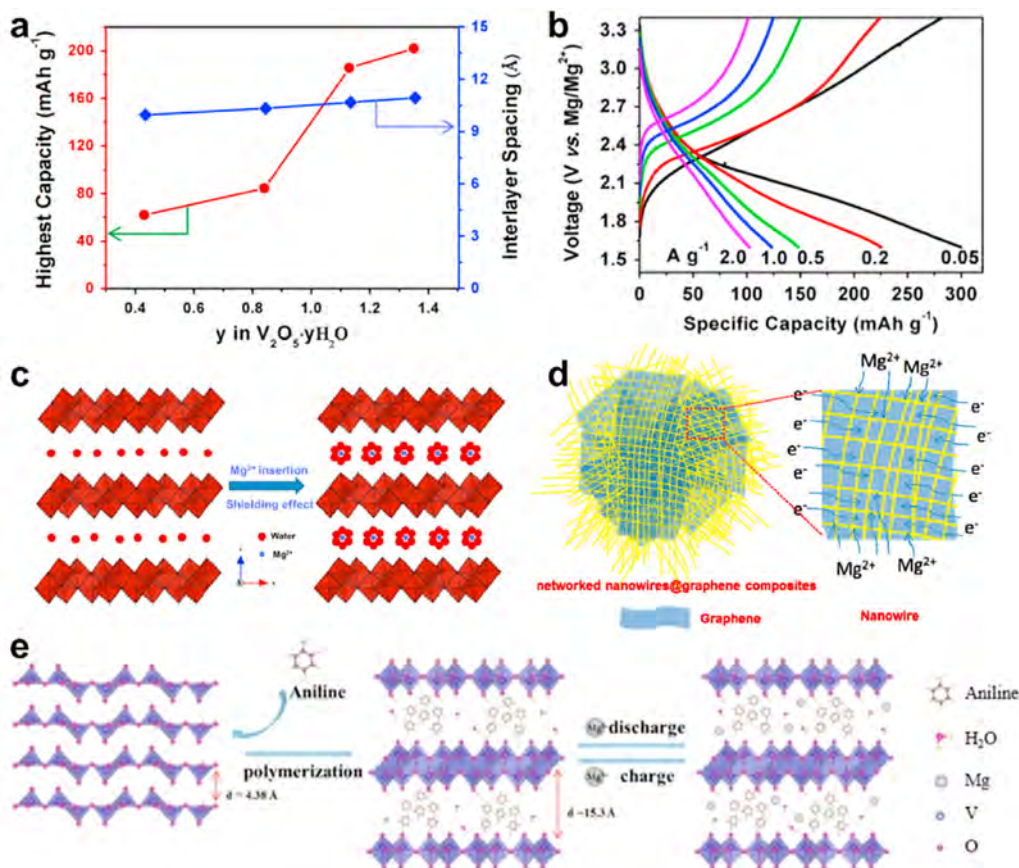 a
Highest Capacity (mAh g⁻¹)
200
160
120
80
40
0
0.4 0.6 0.8 1.0 1.2 1.4
y in V₂O₅·yH₂O
15
12
9
6
3
0
Interlayer Spacing (Å)
b
Voltage (V vs. Mg/Mg²⁺)
3.3
3.0
2.7
2.4
2.1
1.8
1.5
A g⁻¹ 2.0 1.0 0.5 0.2 0.05
0 50 100 150 200 250 300
Specific Capacity (mAh g⁻¹)
c
Mg²⁺ insertion
Shielding effect
Water
Mg²⁺
d
Mg²⁺ Mg²⁺
e⁻ e⁻
e⁻ e⁻
e⁻ e⁻
e⁻ e⁻
e⁻ e⁻
Mg²⁺ Mg²⁺
networked nanowires@graphene composites
Graphene
Nanowire
e
Aniline
polymerization
d = 4.38 Å
Mg discharge
Mg charge
d =15.3 Å
Aniline
H₂O
Mg
V
O